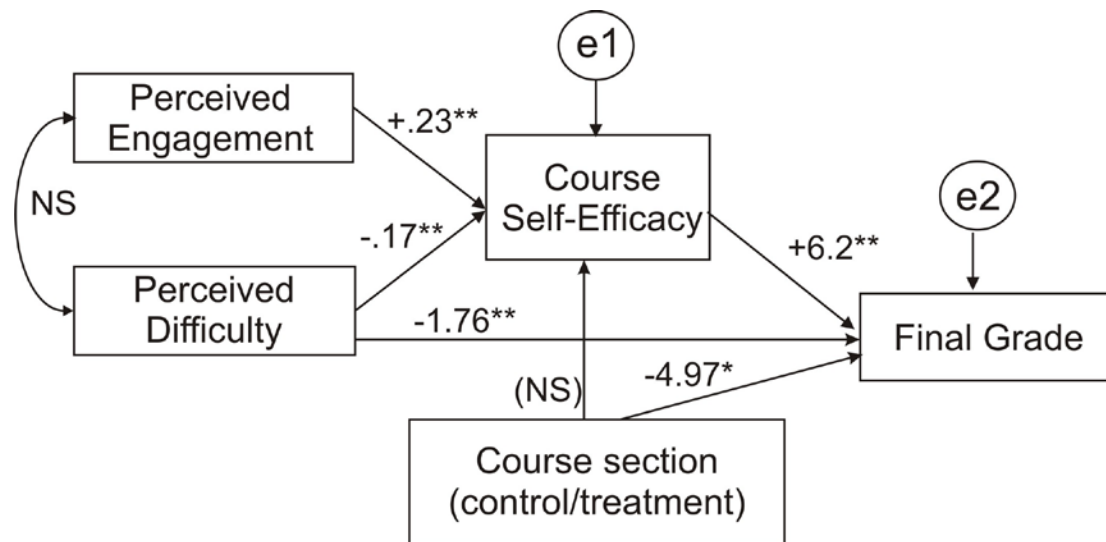 e1
Perceived
Engagement
+.23**
Course
Self-Efficacy
NS
e2
-.17**
+6.2**
Perceived
Difficulty
-1.76**
Final Grade
(NS)
-4.97*
Course section
(control/treatment)